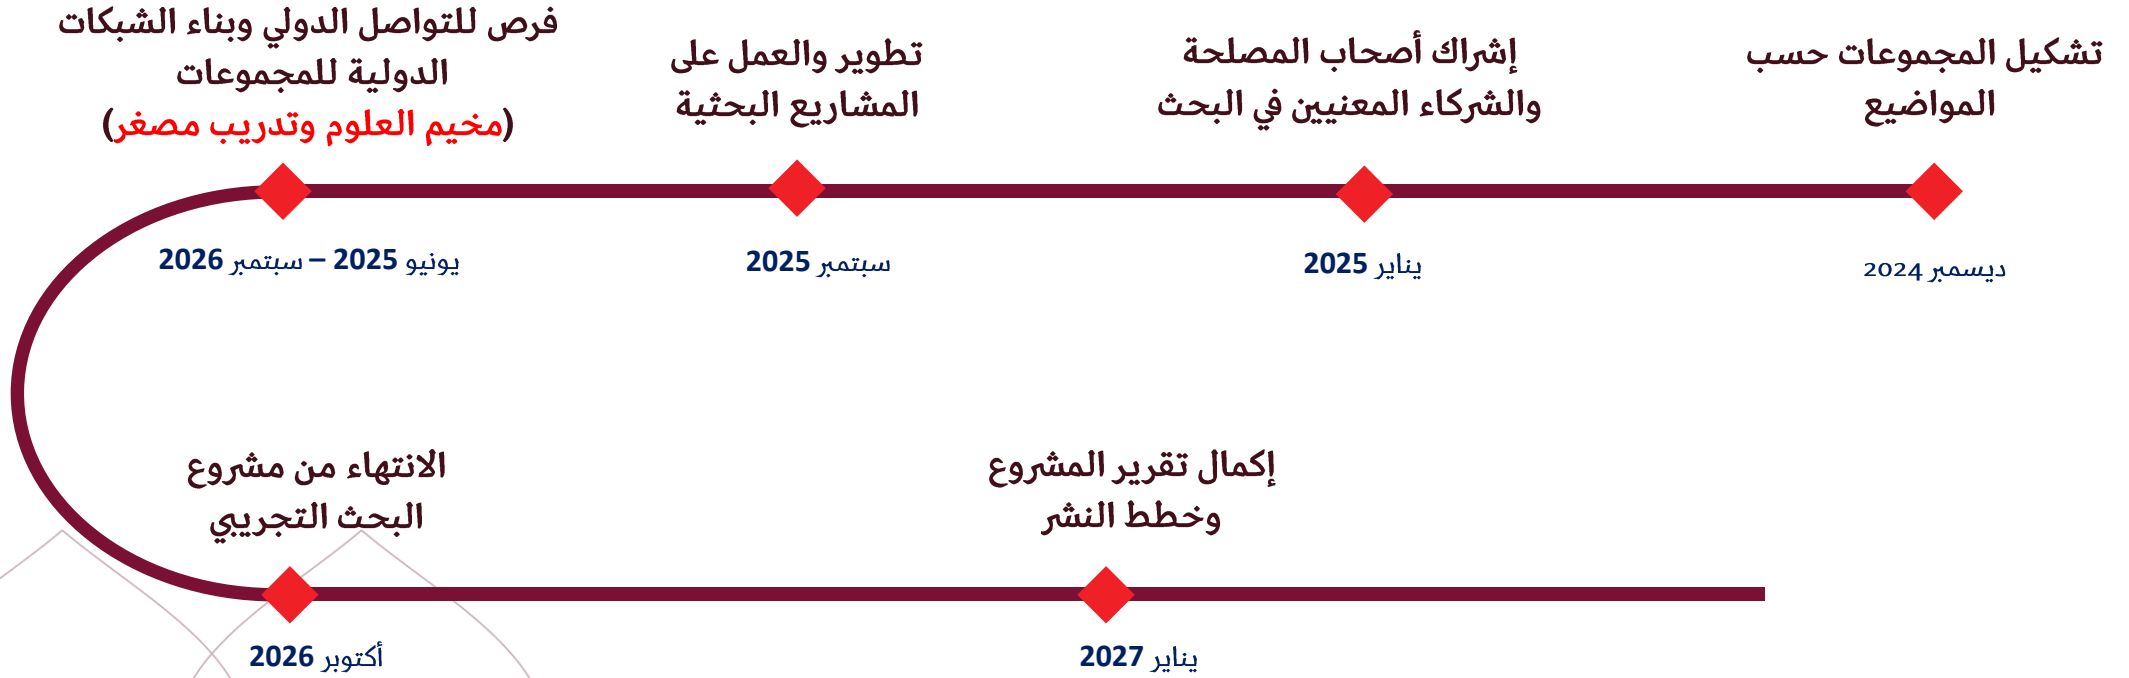 تشكيل المجموعات حسب
المواضيع
ديسمبر 2024
إشراك أصحاب المصلحة
والشركاء المعنيين في البحث
يناير 2025
تطوير والعمل على
المشاريع البحثية
سبتمبر 2025
فرص للتواصل الدولي وبناء الشبكات
الدولية للمجموعات
(مخيم العلوم وتدريب مصغر)
يونيو 2025 – سبتمبر 2026
الانتهاء من مشروع
البحث التجريبي
أكتوبر 2026
إكمال تقرير المشروع
وخطط النشر
يناير 2027